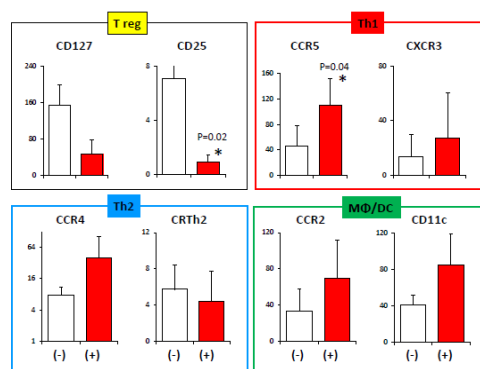 T reg
Th1
CD127
CD25
CCR5
CXCR3
240
160
80
0
8
6
4
2
0
P=0.02
*
160
120
80
40
0
P=0.04
*
80
40
0
Th2
MΦ/DC
CCR4
CRTh2
CCR2
CD11c
64
16
4
1
12
8
4
0
120
80
40
0
120
80
40
0
(-) (+) (-) (+) (-) (+) (-) (+)